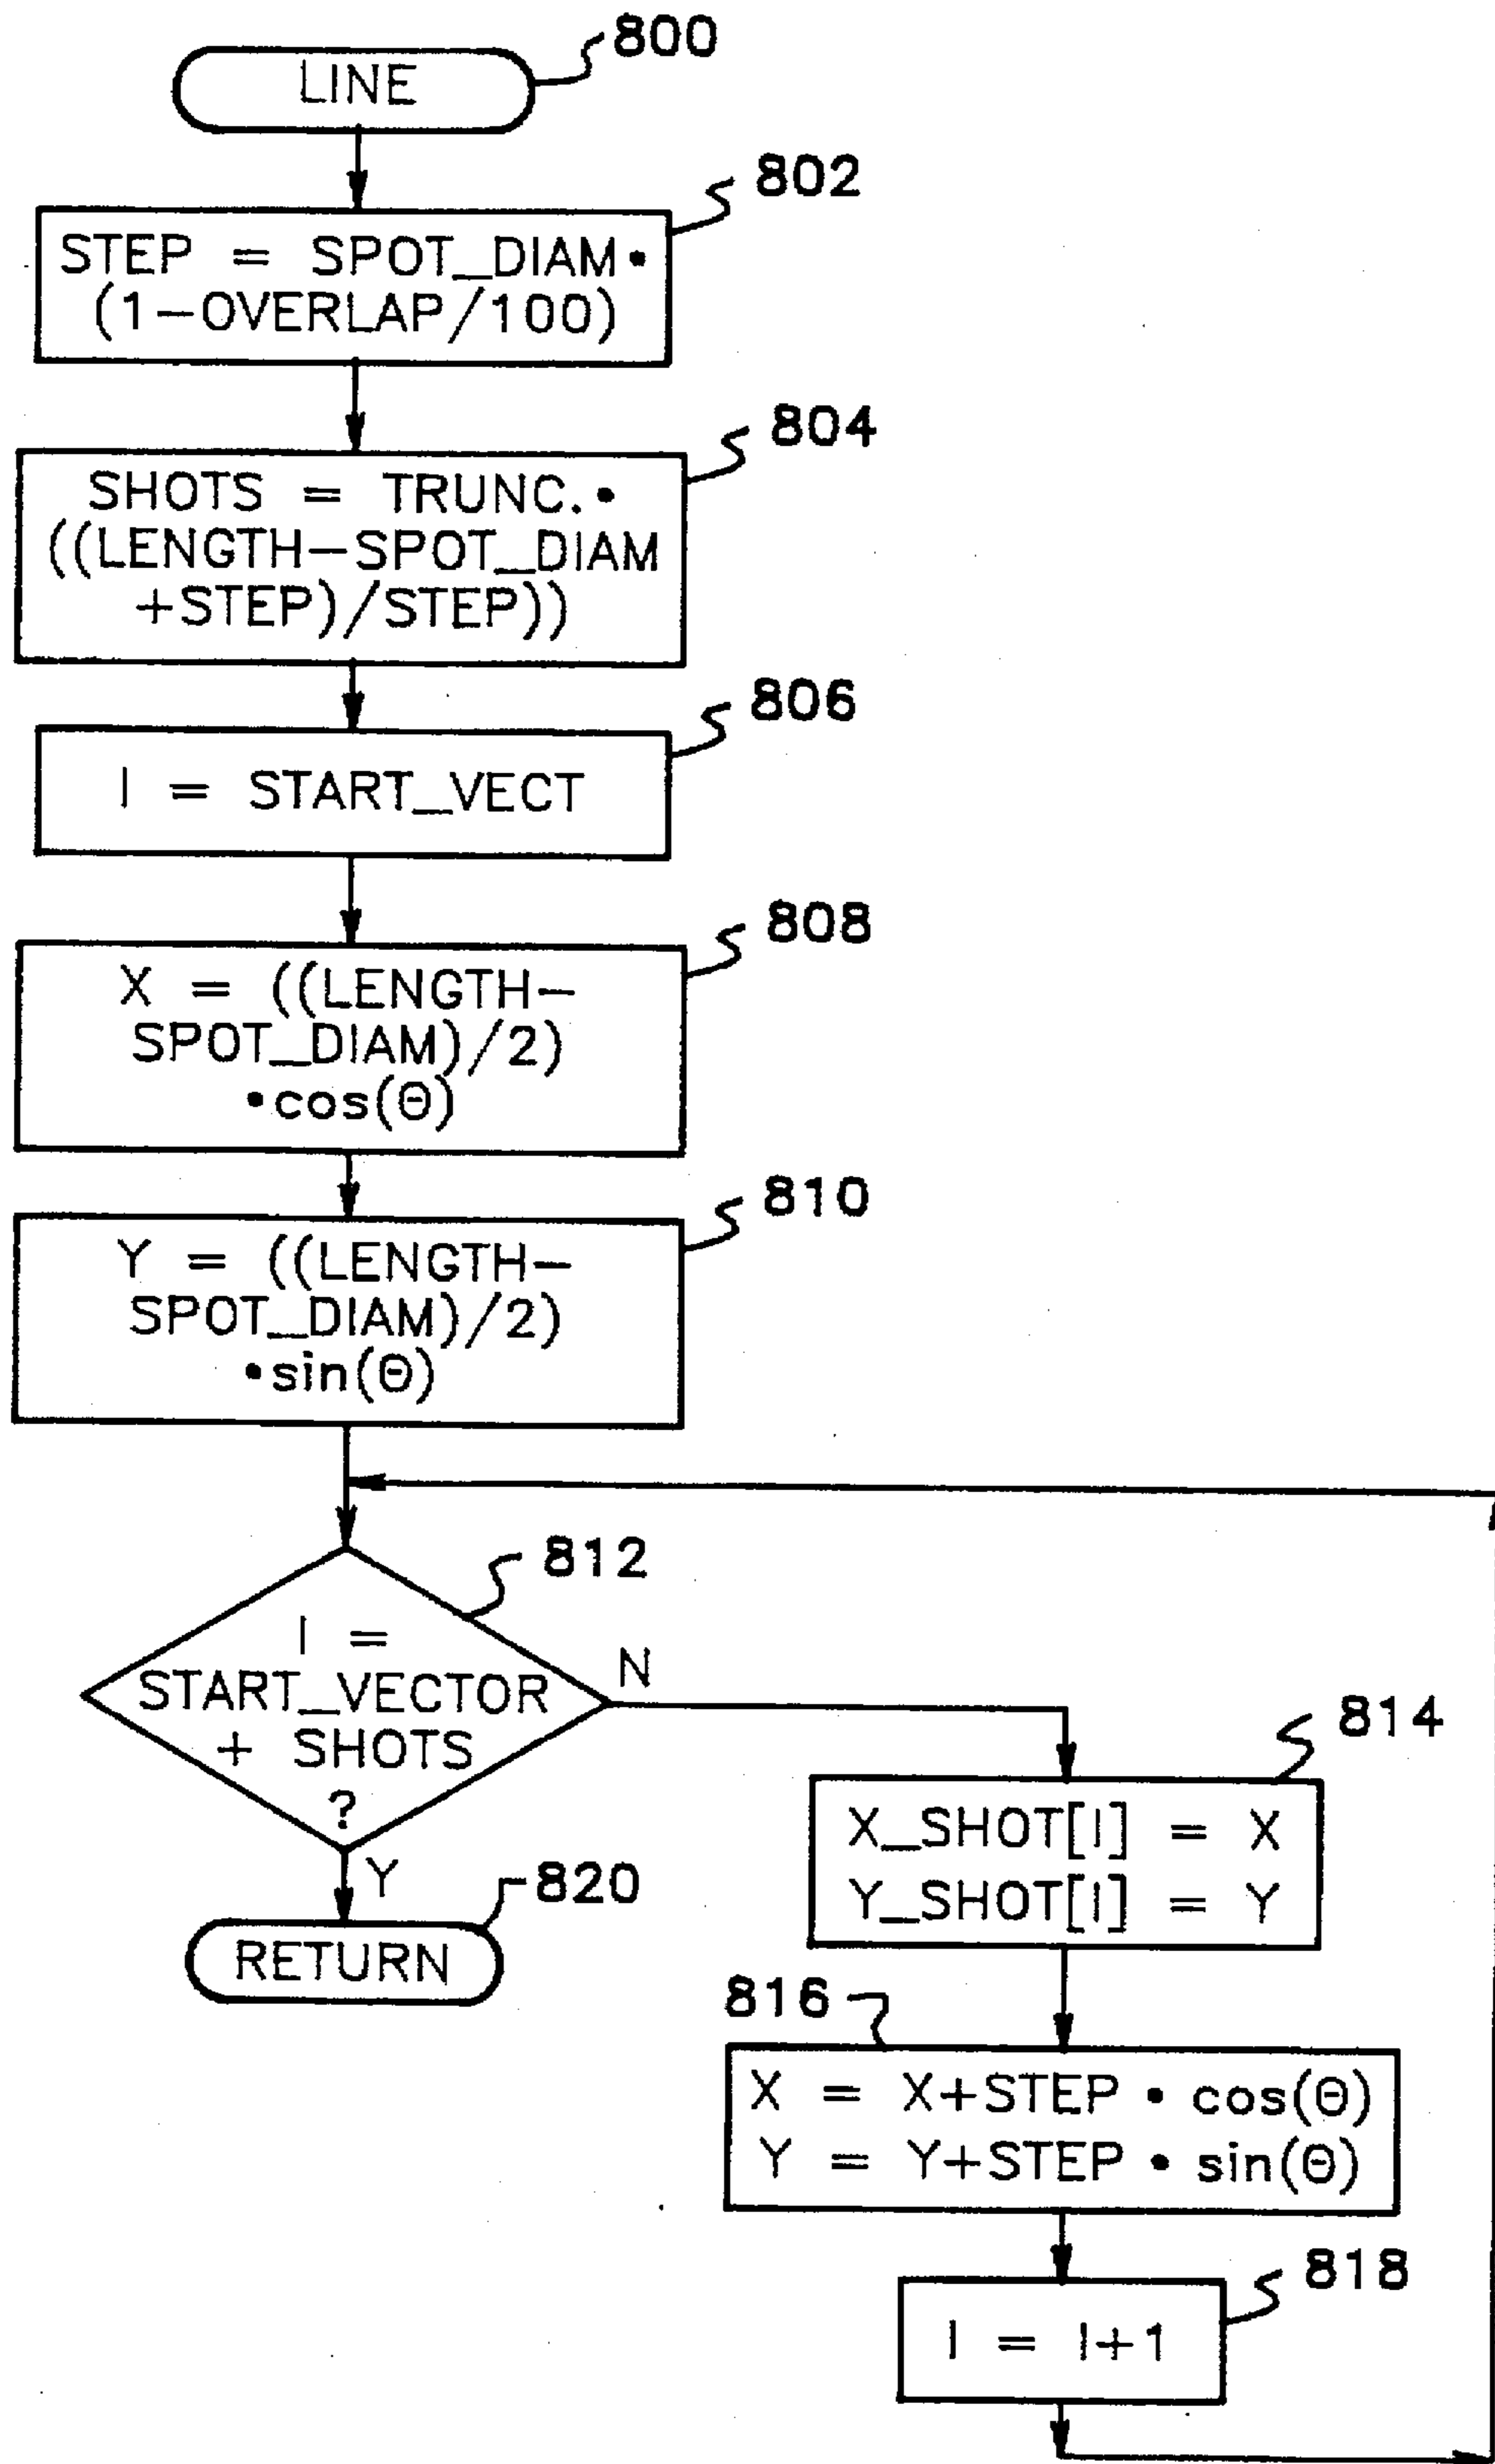 800
LINE
802
STEP = SPOT_DIAM •
(1-OVERLAP/100)
804
SHOTS = TRUNC. •
((LENGTH-SPOT_DIAM
+STEP)/STEP))
806
I = START_VECT
808
X = ((LENGTH-
SPOT_DIAM)/2)
•cos(Θ)
810
Y = ((LENGTH-
SPOT_DIAM)/2)
•sin(Θ)
812
I =
START_VECTOR
+ SHOTS
?
N
Y
820
RETURN
814
X_SHOT[I] = X
Y_SHOT[I] = Y
816
X = X+STEP • cos(Θ)
Y = Y+STEP • sin(Θ)
818
I = I+1